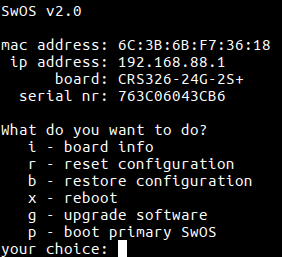 SwOS v2.0
mac address: 6C:3B:6B:F7:36:18
ip address: 192.168.88.1
board: CRS326-24G-2S+
serial nr: 763C06043CB6
What do you want to do?
i - board info
r - reset configuration
b - restore configuration
x - reboot
g - upgrade software
p - boot primary SwOS
your choice: